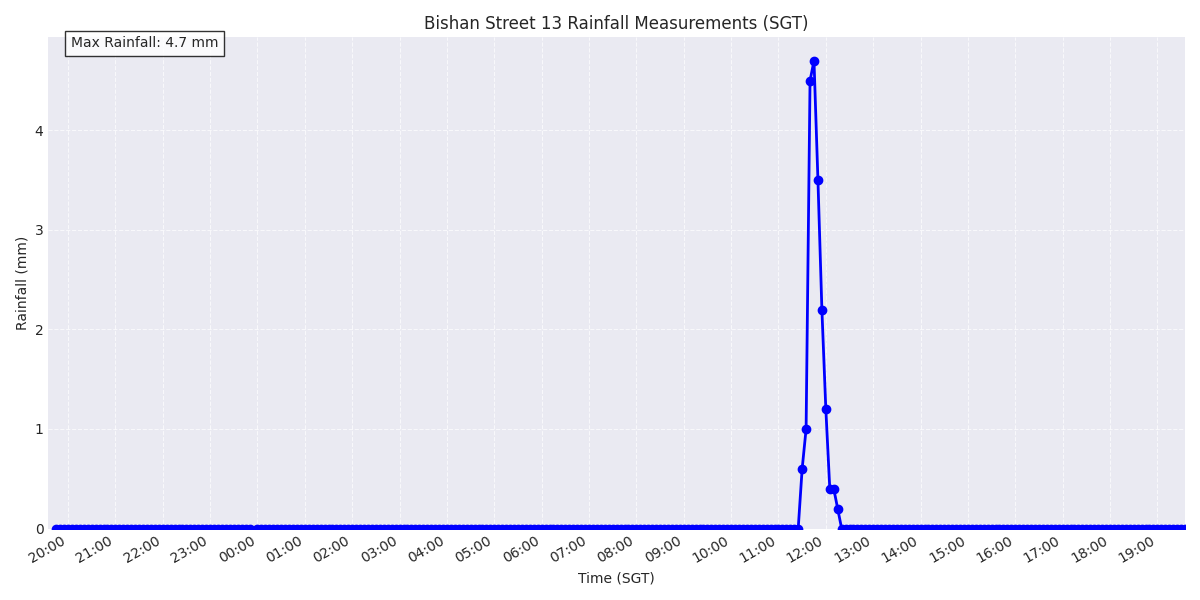 Bishan Street 13 Rainfall Measurements (SGT)
Max Rainfall: 4.7 mm
Rainfall (mm)
4
3
2
1
0
20:00 21:00 22:00 23:00 00:00 01:00 02:00 03:00 04:00 05:00 06:00 07:00 08:00 09:00 10:00 11:00 12:00 13:00 14:00 15:00 16:00 17:00 18:00 19:00
Time (SGT)